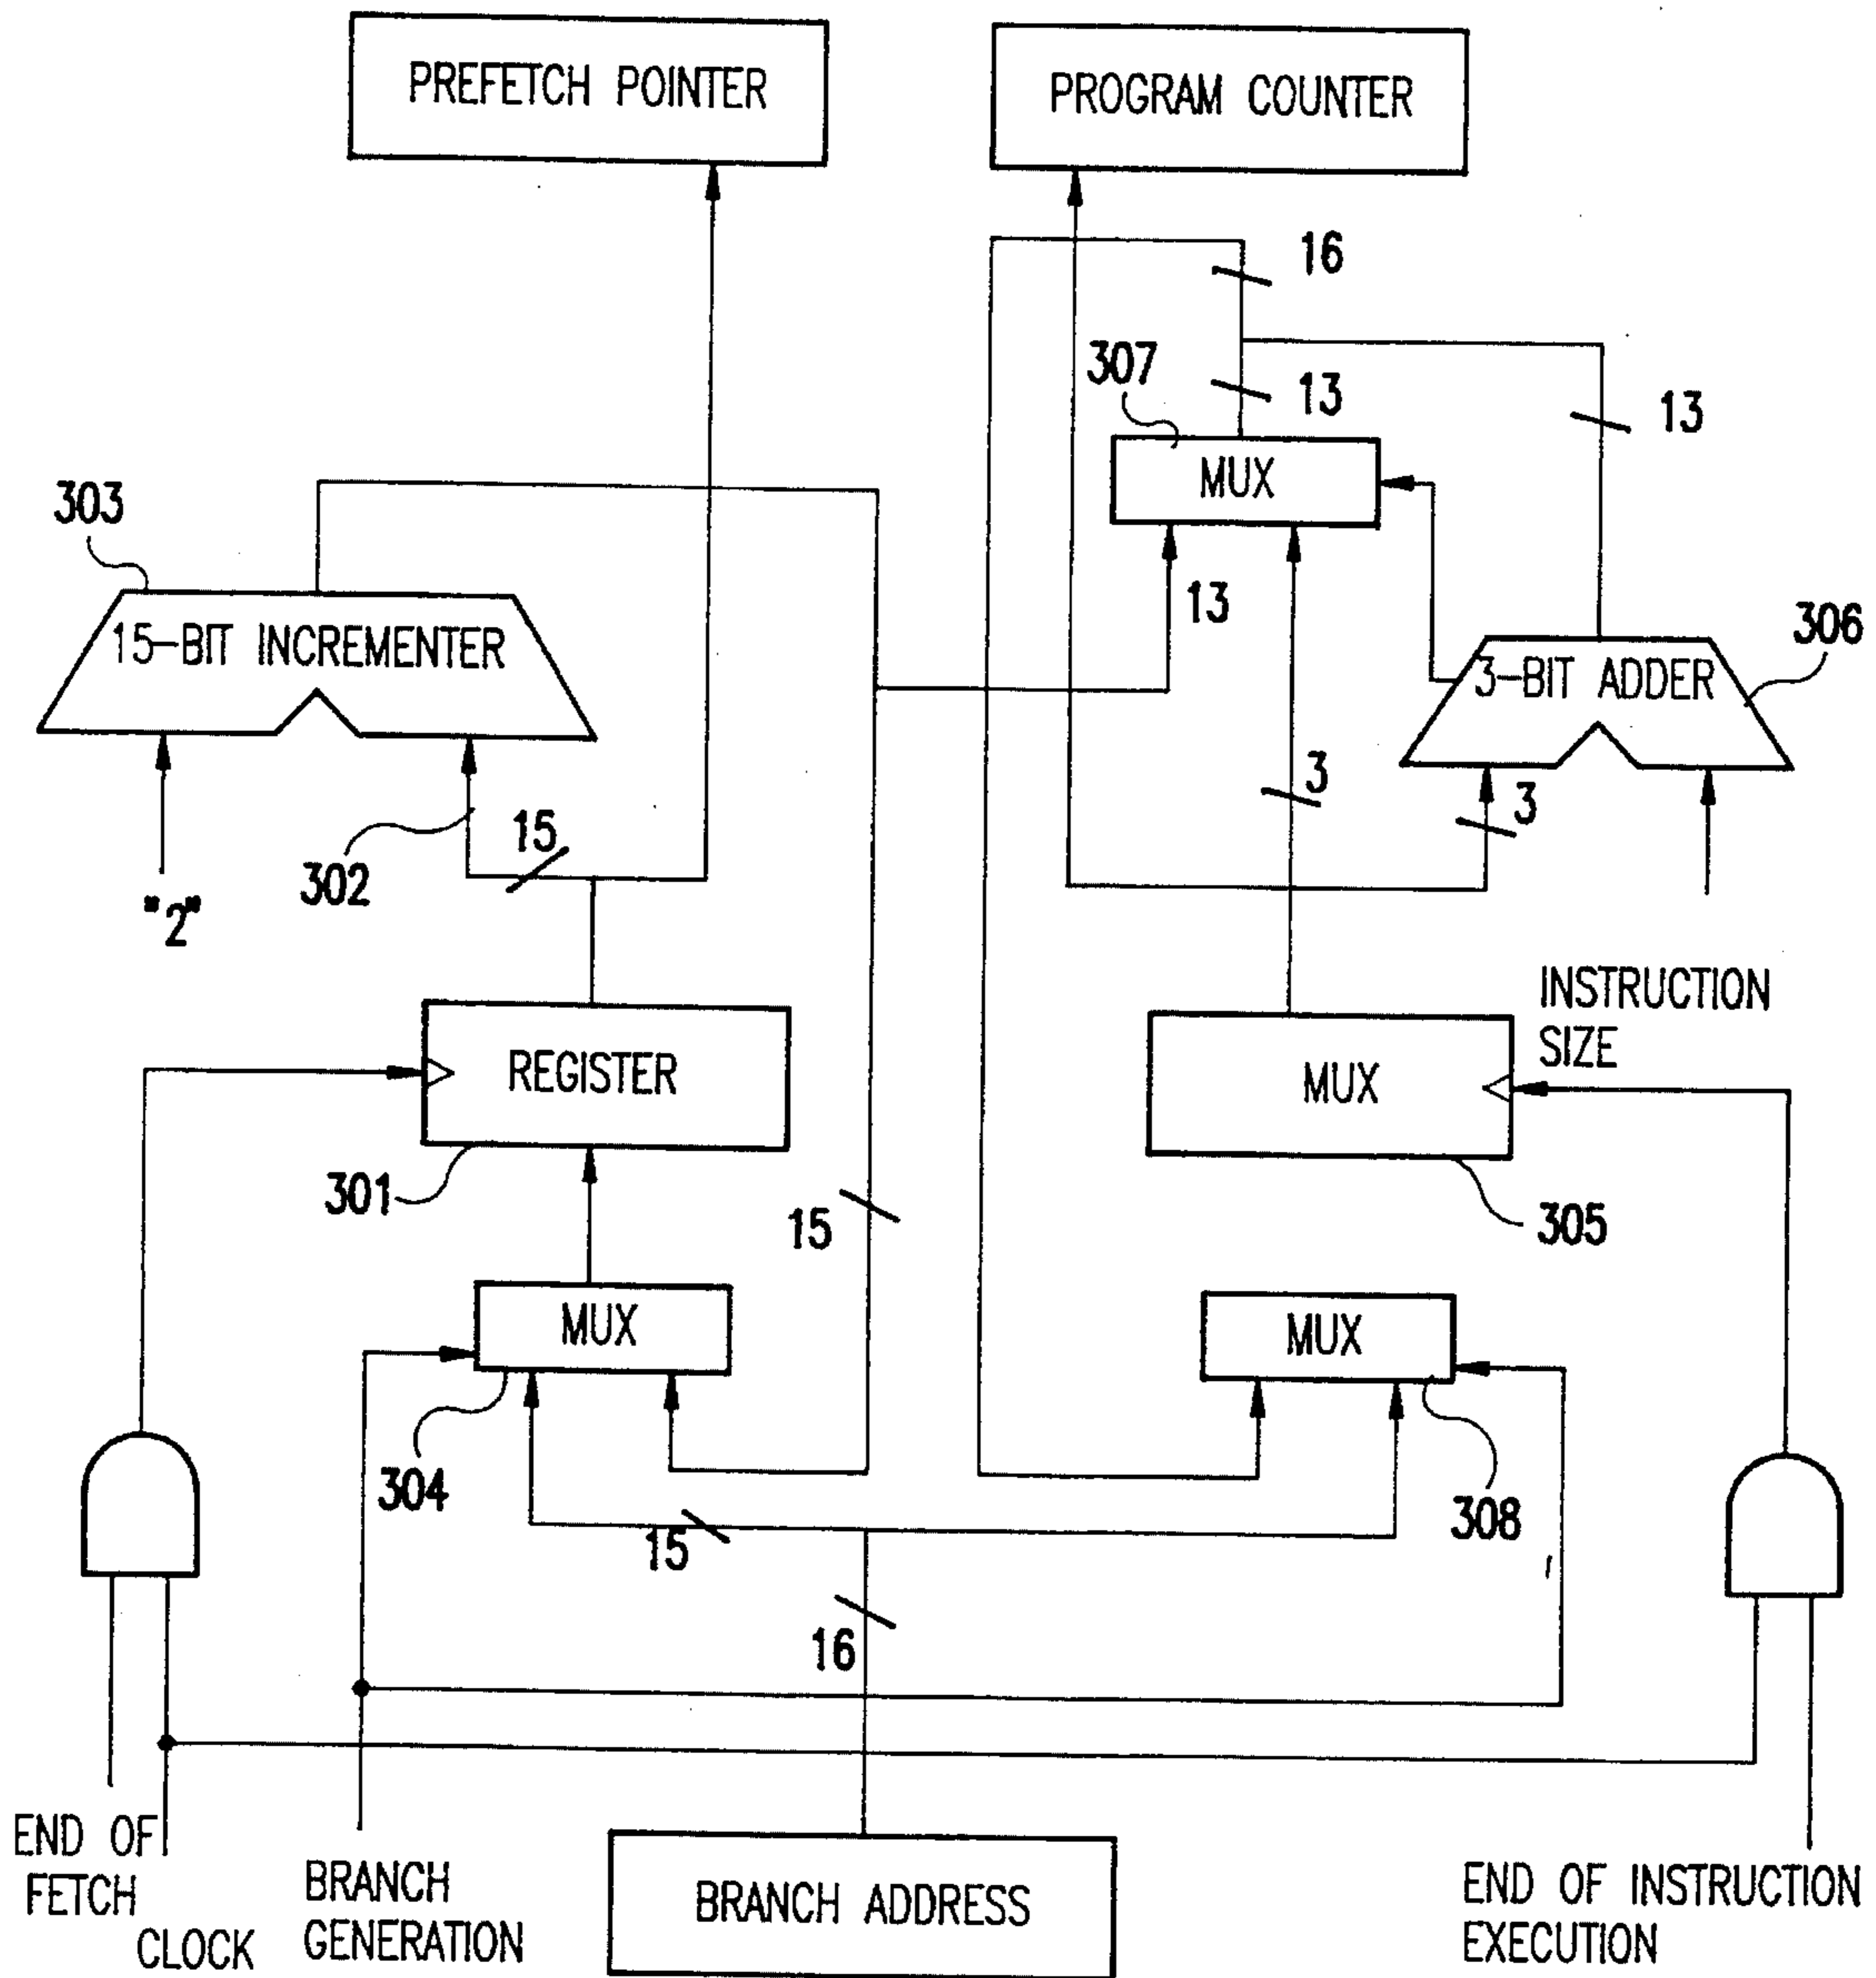 PREFETCH POINTER
PROGRAM COUNTER
16
307
13
13
MUX
303
13
15-BIT INCREMENTER
306
3-BIT ADDER
3
3
15
302
"2"
INSTRUCTION
SIZE
REGISTER
MUX
301
15
305
MUX
MUX
304
308
15
16
END OF
FETCH
CLOCK
BRANCH
GENERATION
BRANCH ADDRESS
END OF INSTRUCTION
EXECUTION